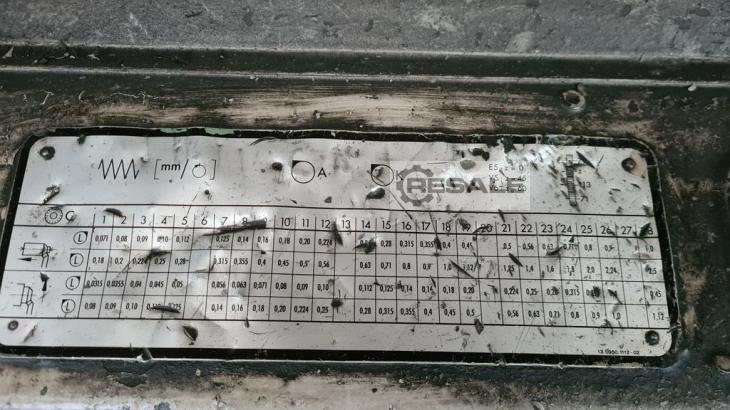 [mm/ ] A K RESALE
C 1 2 3 4 5 6 7 8 9 10 11 12 13 14 15 16 17 18 19 20 21 22 23 24 25 26 27 28
L 0,071 0,08 0,09 0,10 0,112 0,125 0,14 0,16 0,18 0,20 0,224 0,28 0,315 0,355 0,4 0,45 0,5 0,56 0,63 0,8 1,0
0,18 0,2 0,224 0,25 0,28 0,315 0,355 0,4 0,45 0,5 0,56 0,63 0,71 0,8 0,9 1,0 1,12 1,25 1,4 1,6 1,8 2,0 2,24
L 0,0315 0,0355 0,04 0,045 0,05 0,056 0,063 0,071 0,08 0,09 0,10 0,112 0,125 0,14 0,16 0,18 0,20 0,224 0,25 0,28 0,315
0,08 0,09 0,10 0,14 0,16 0,18 0,20 0,224 0,25 0,28 0,315 0,355 0,4 0,45 0,5 0,56 0,63 0,71 0,8 0,9 1,12